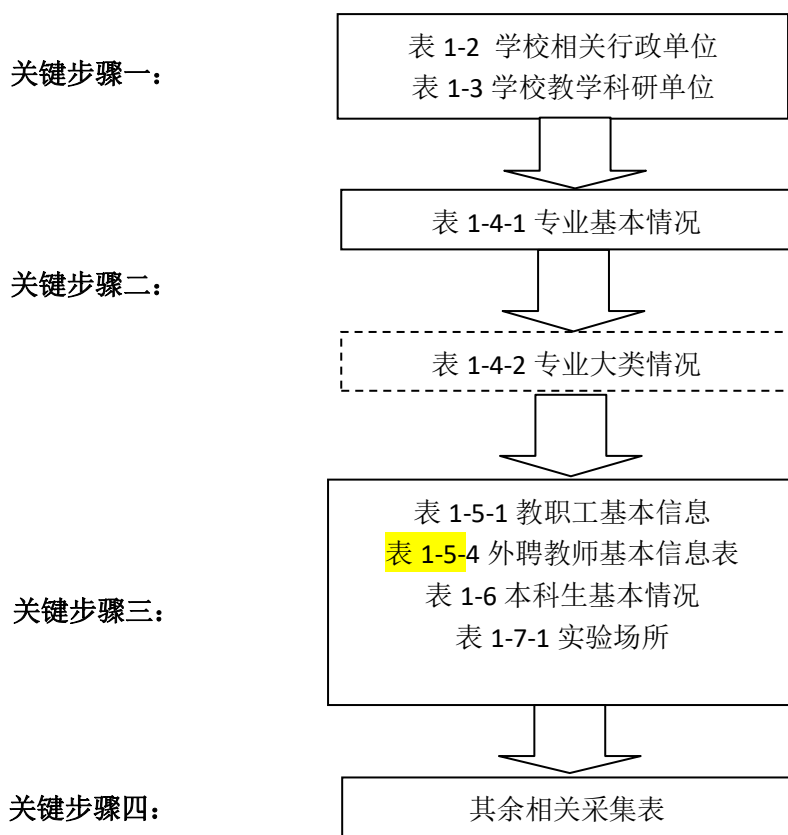 关键步骤一：
表 1-2 学校相关行政单位
表 1-3 学校教学科研单位
表 1-4-1 专业基本情况
关键步骤二：
表 1-4-2 专业大类情况
表 1-5-1 教职工基本信息
表 1-5-4 外聘教师基本信息表
表 1-6 本科生基本情况
关键步骤三：
表 1-7-1 实验场所
关键步骤四：
其余相关采集表